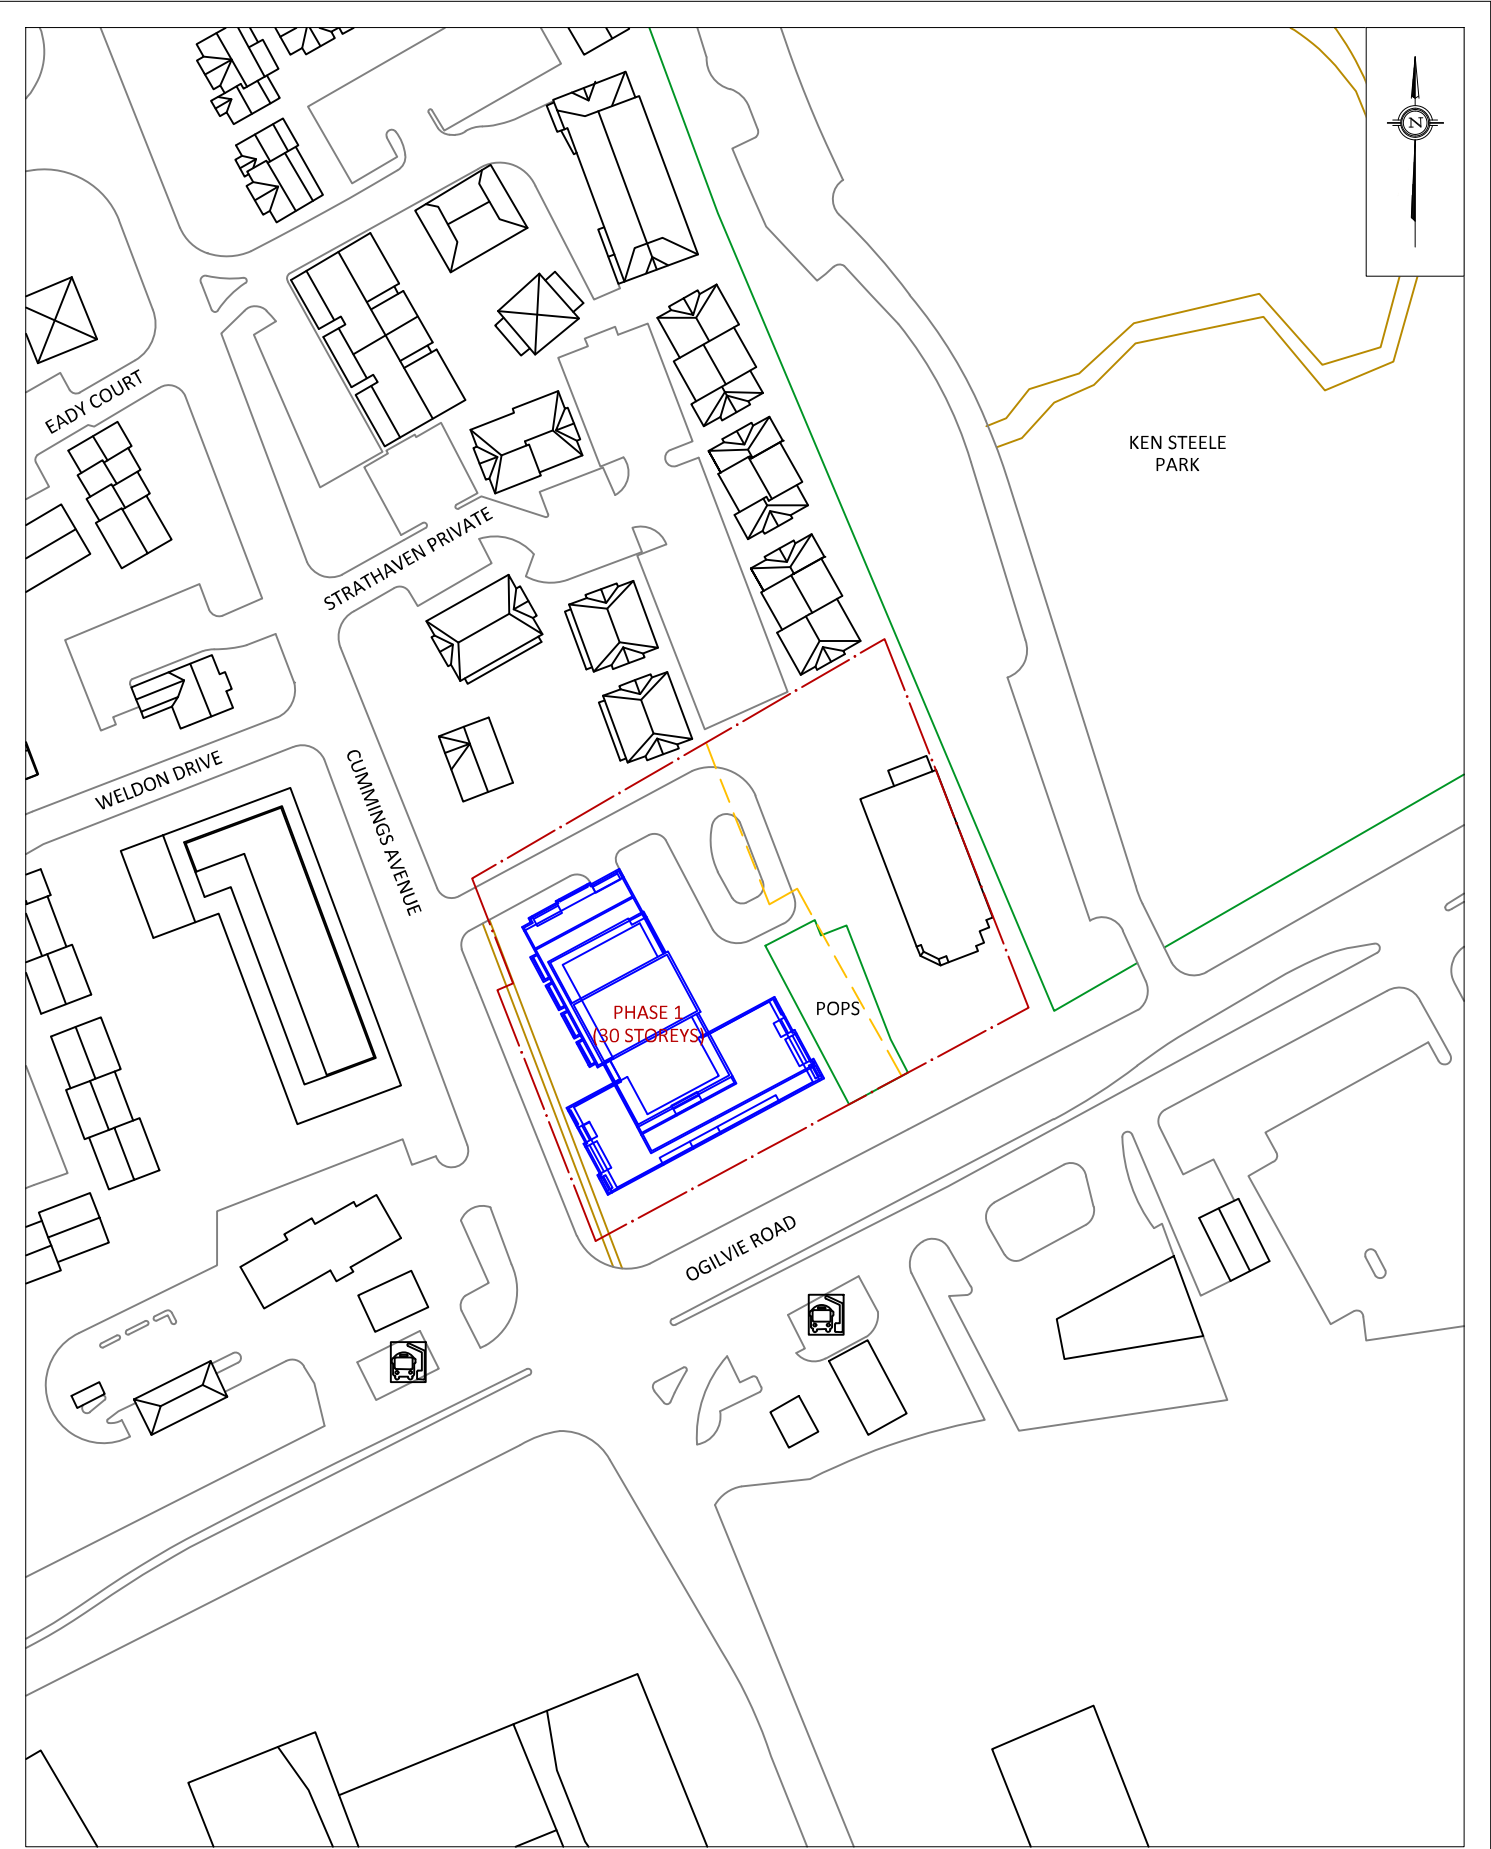 N
EADY COURT
KEN STEELE
PARK
STRATHAVEN PRIVATE
WELDON DRIVE
CUMMINGS AVENUE
PHASE 1
(30 STOREYS)
POPS
OGILVIE ROAD